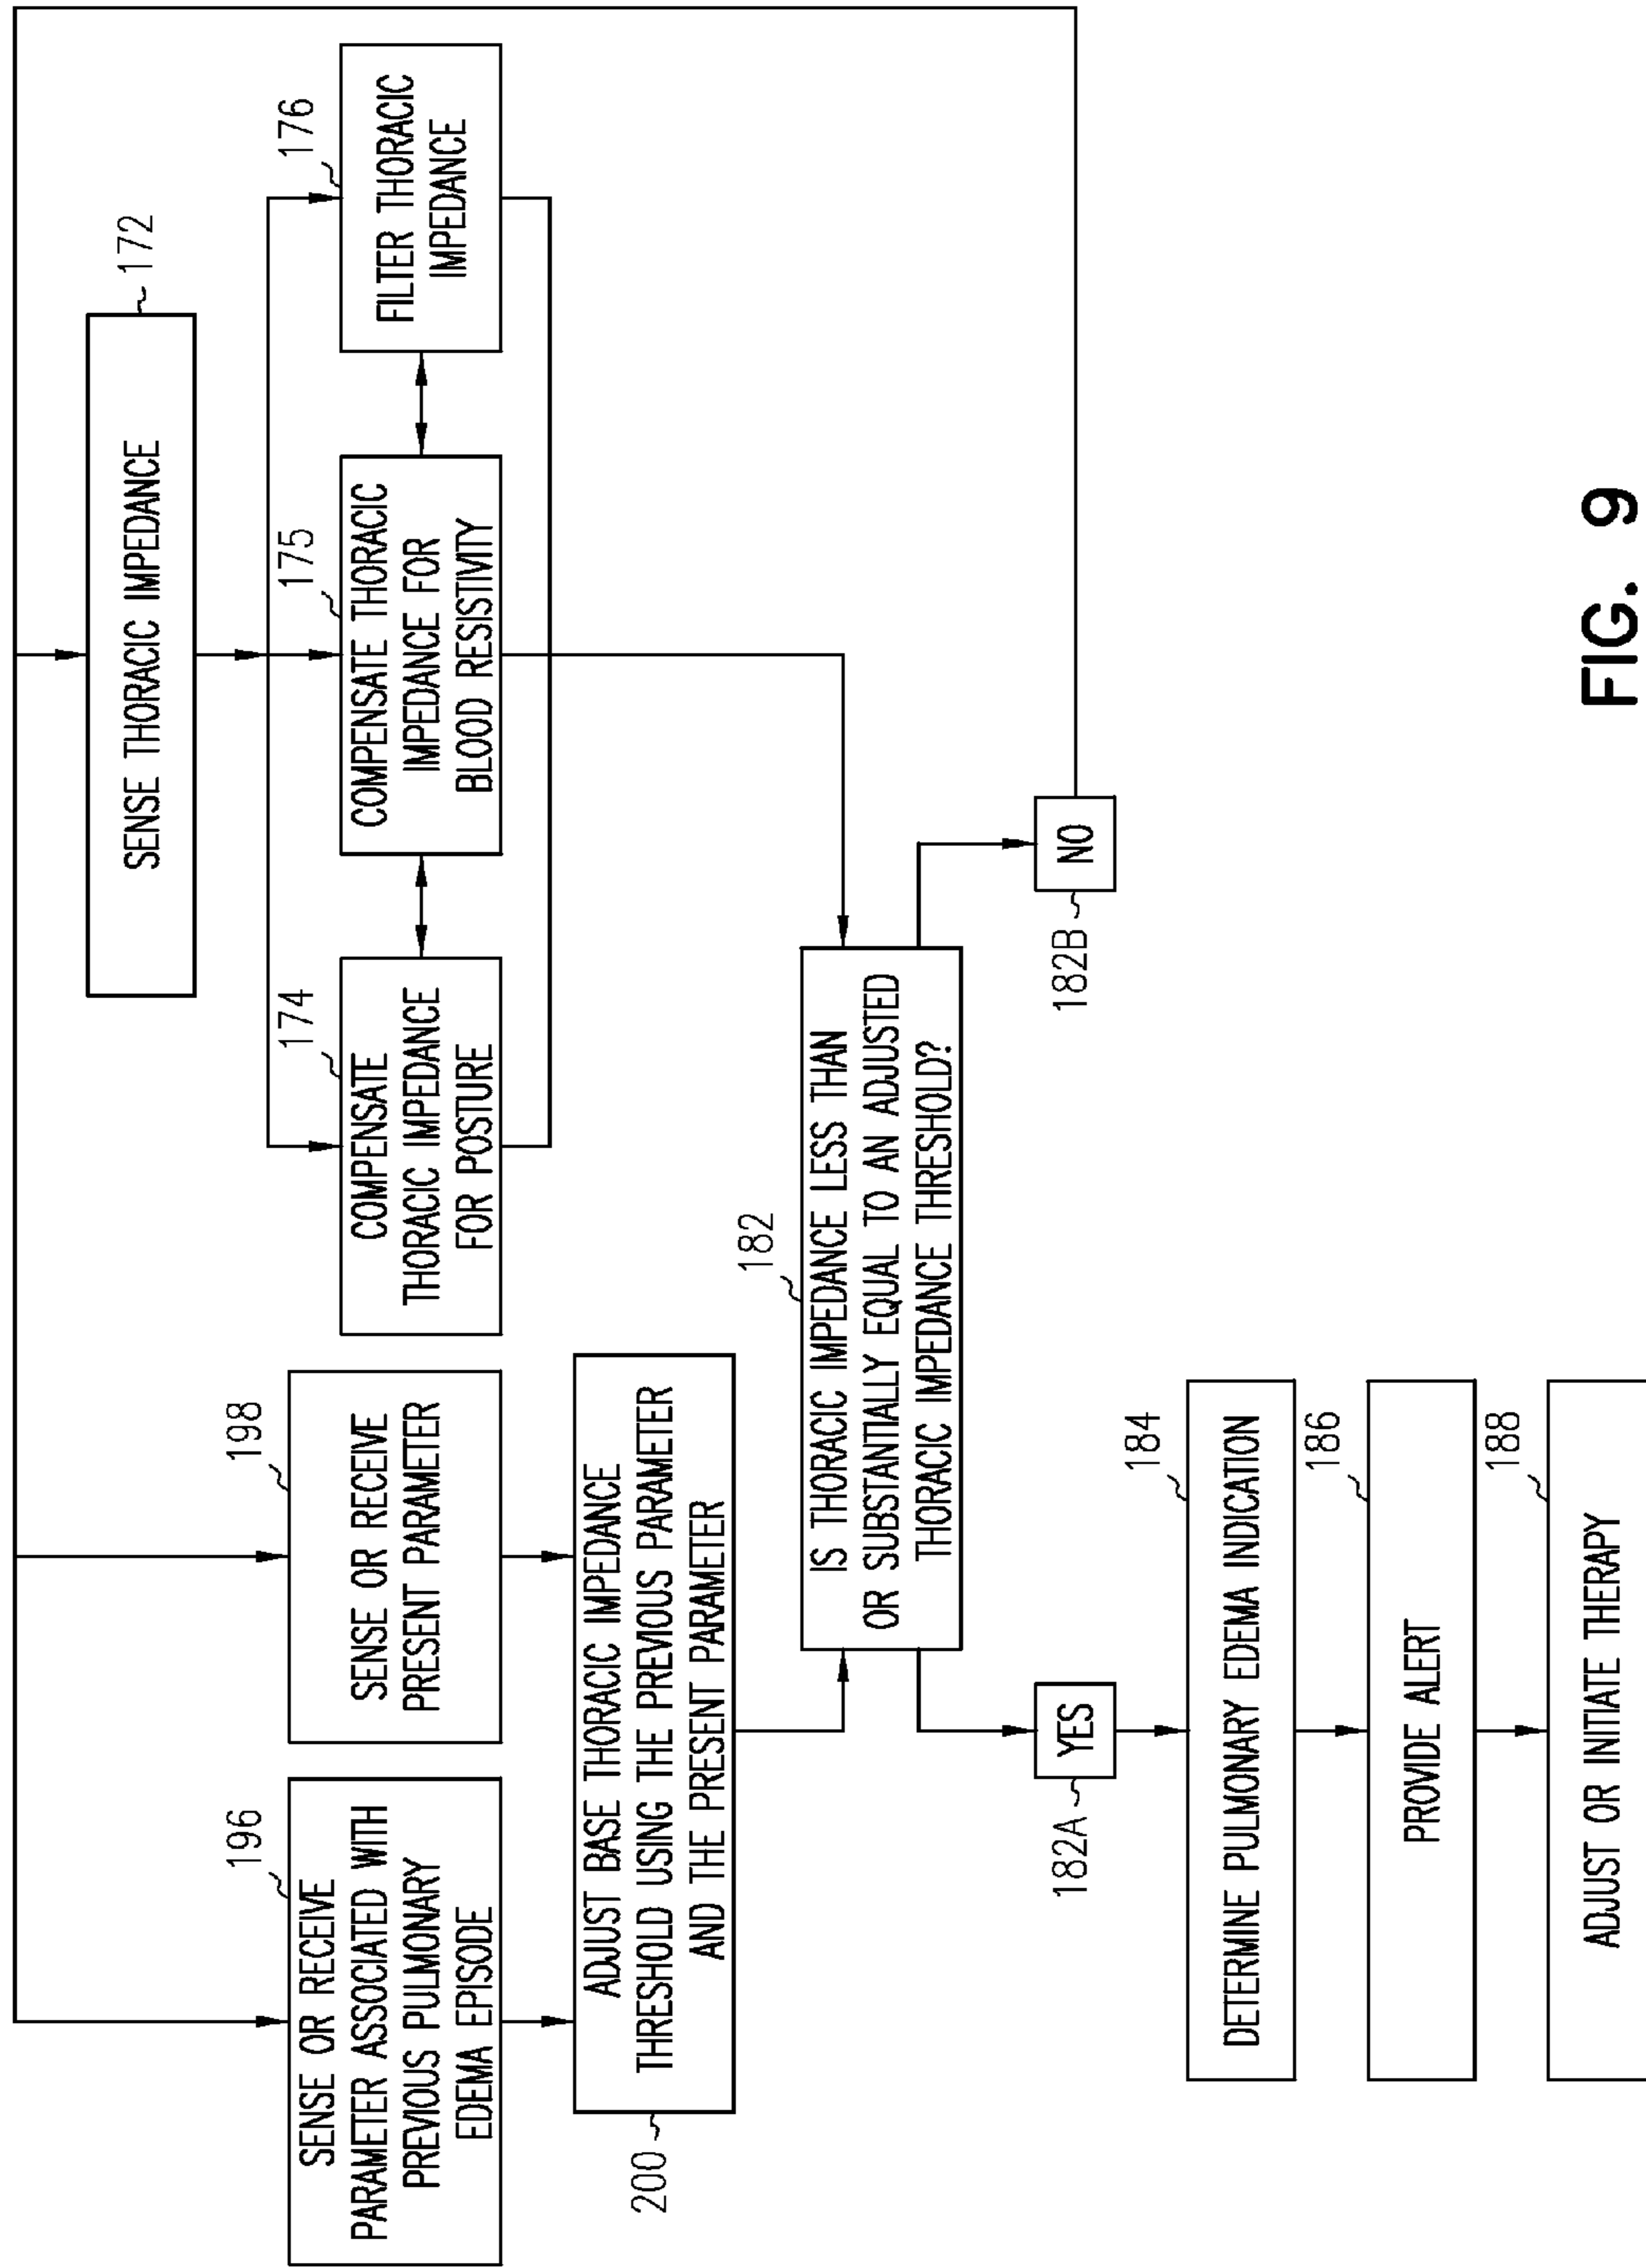 172
SENSE THORACIC IMPEDANCE
196
SENSE OR RECEIVE
PARAMETER ASSOCIATED WITH
PREVIOUS PULMONARY
EDEMA EPISODE
198
SENSE OR RECEIVE
PRESENT PARAMETER
174
COMPENSATE
THORACIC IMPEDANCE
FOR POSTURE
175
COMPENSATE THORACIC
IMPEDANCE FOR
BLOOD RESISTIVITY
176
FILTER THORACIC
IMPEDANCE
200
ADJUST BASE THORACIC IMPEDANCE
THRESHOLD USING THE PREVIOUS PARAMETER
AND THE PRESENT PARAMETER
182
IS THORACIC IMPEDANCE LESS THAN
OR SUBSTANTIALLY EQUAL TO AN ADJUSTED
THORACIC IMPEDANCE THRESHOLD?
182A
YES
182B
NO
184
DETERMINE PULMONARY EDEMA INDICATION
186
PROVIDE ALERT
188
ADJUST OR INITIATE THERAPY
FIG. 9